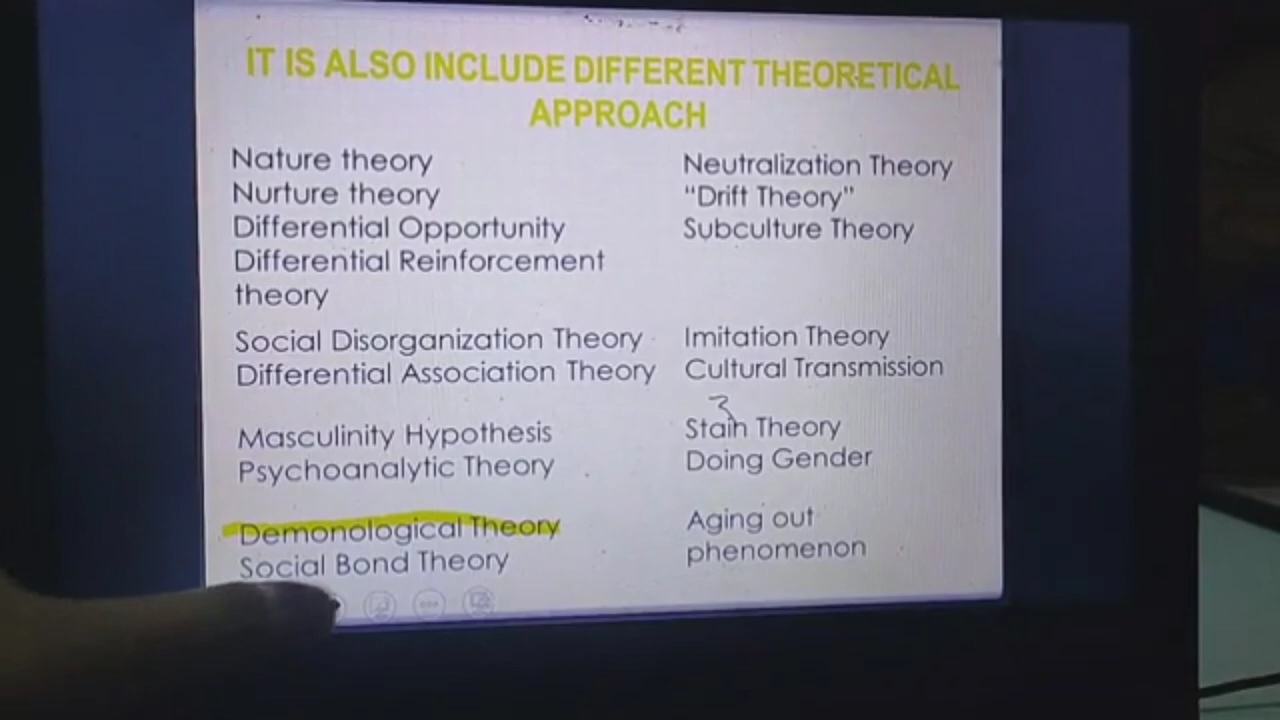 IT IS ALSO INCLUDE DIFFERENT THEORETICAL
APPROACH
Nature theory
Nurture theory
Differential Opportunity
Differential Reinforcement
theory
Social Disorganization Theory
Differential Association Theory
Masculinity Hypothesis
Psychoanalytic Theory
Demonological Theory
Social Bond Theory
Neutralization Theory
“Drift Theory”
Subculture Theory
Imitation Theory
Cultural Transmission
Stain Theory
Doing Gender
Aging out
phenomenon